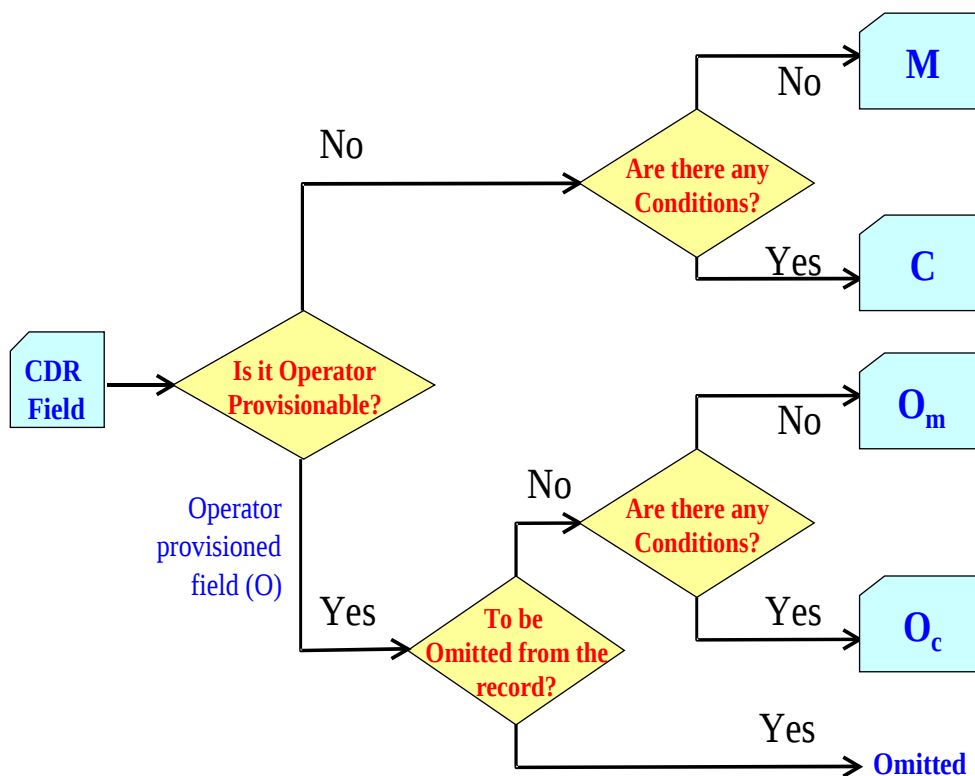 M
No
No
Are there any
Conditions?
Yes
C
CDR
Field
Is it Operator
Provisionable?
Om
No
No
Are there any
Conditions?
Operator
provisioned
field (O)
Yes
Yes
To be
Omitted from the
record?
Oc
Yes
Omitted